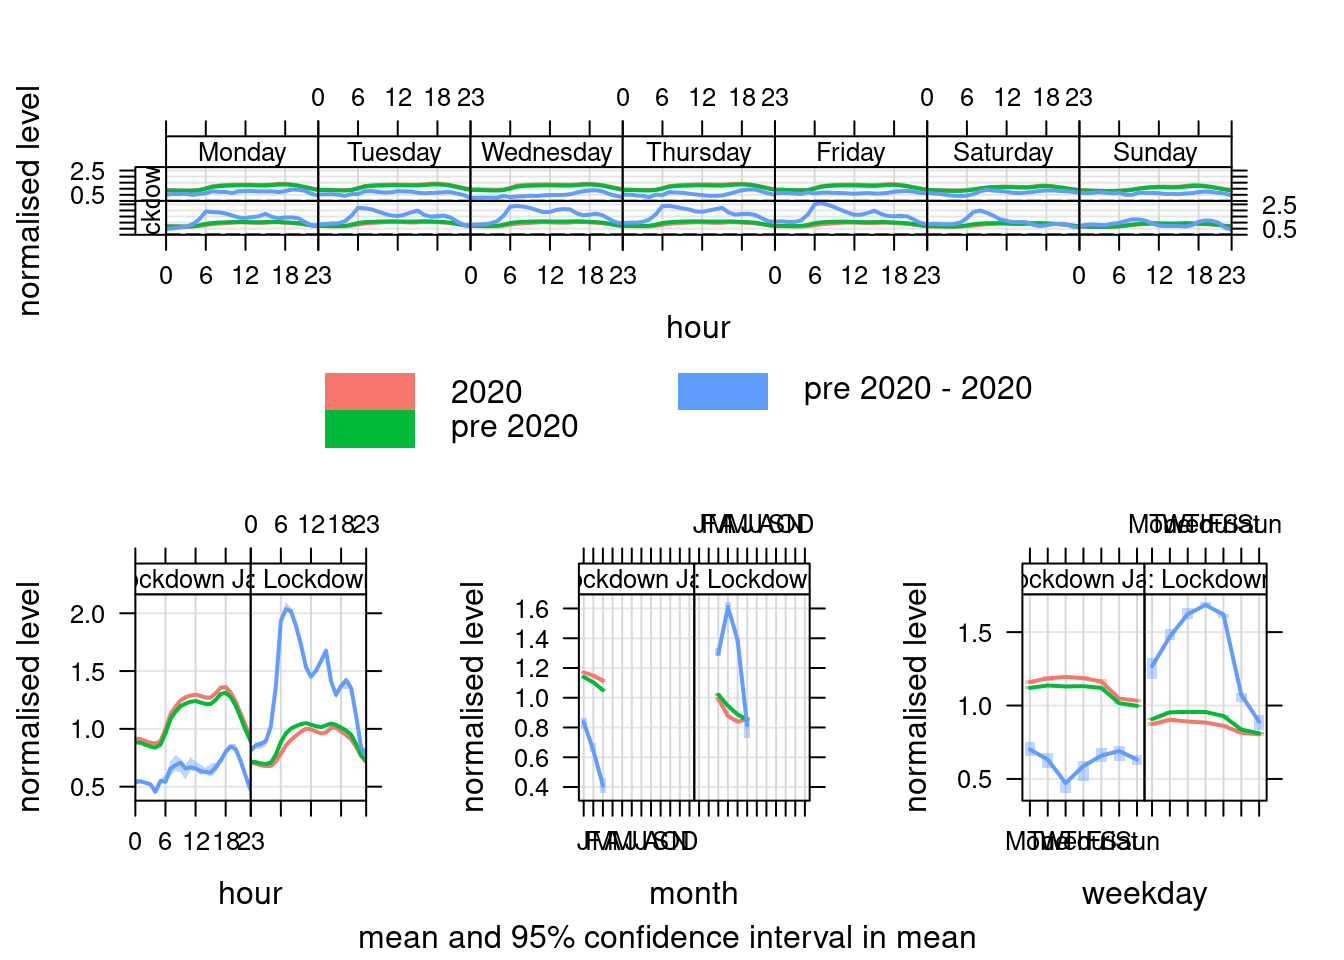 normalised level
0 6 12 18 23 0 6 12 18 23 0 6 12 18 23
Monday Tuesday Wednesday Thursday Friday Saturday Sunday
2.5
0.5
ckdow
2.5
0.5
0 6 12 18 23 0 6 12 18 23 0 6 12 18 23 0 6 12 18 23
hour
2020
pre 2020
pre 2020 - 2020
normalised level
0 6 12 18 23
ockdown Ja : Lockdown
2.0
1.5
1.0
0.5
0 6 12 18 23
hour
normalised level
ockdown Ja : Lockdown
1.6
1.4
1.2
1.0
0.8
0.6
0.4
month
normalised level
ockdown Ja : Lockdown
1.5
1.0
0.5
weekday
mean and 95% confidence interval in mean